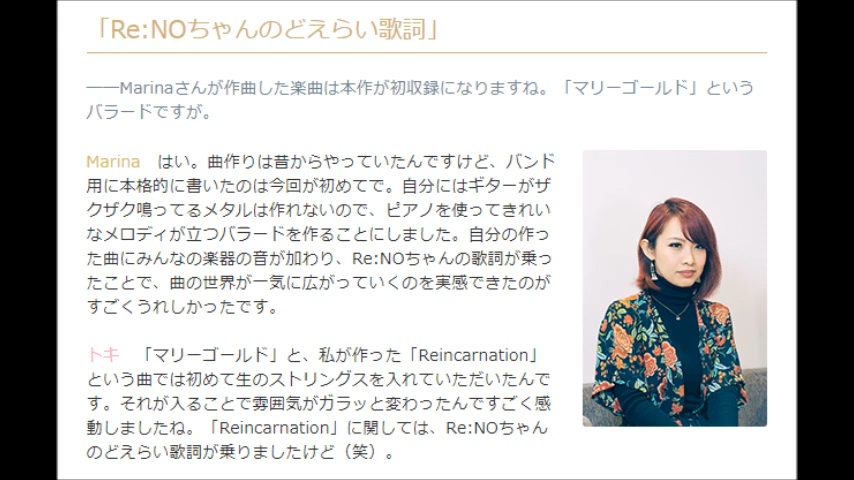 「Re:NOちゃんのどえらい歌詞」
――Marinaさんが作曲した楽曲は本作が初収録になりますね。「マリーゴールド」という
バラードですが。
Marina　はい。曲作りは昔からやっていたんですけど、バンド
用に本格的に書いたのは今回が初めてで。自分にはギターがザ
クザク鳴ってるメタルは作れないので、ピアノを使ってきれい
なメロディが立つバラードを作ることにしました。自分の作っ
た曲にみんなの楽器の音が加わり、Re:NOちゃんの歌詞が乗っ
たことで、曲の世界が一気に広がっていくのを実感できたのが
すごくうれしかったです。
トキ　「マリーゴールド」と、私が作った「Reincarnation」
という曲では初めて生のストリングスを入れていただいたんで
す。それが入ることで雰囲気がガラッと変わったんですごく感
動しましたね。「Reincarnation」に関しては、Re:NOちゃん
のどえらい歌詞が乗りましたけど（笑）。